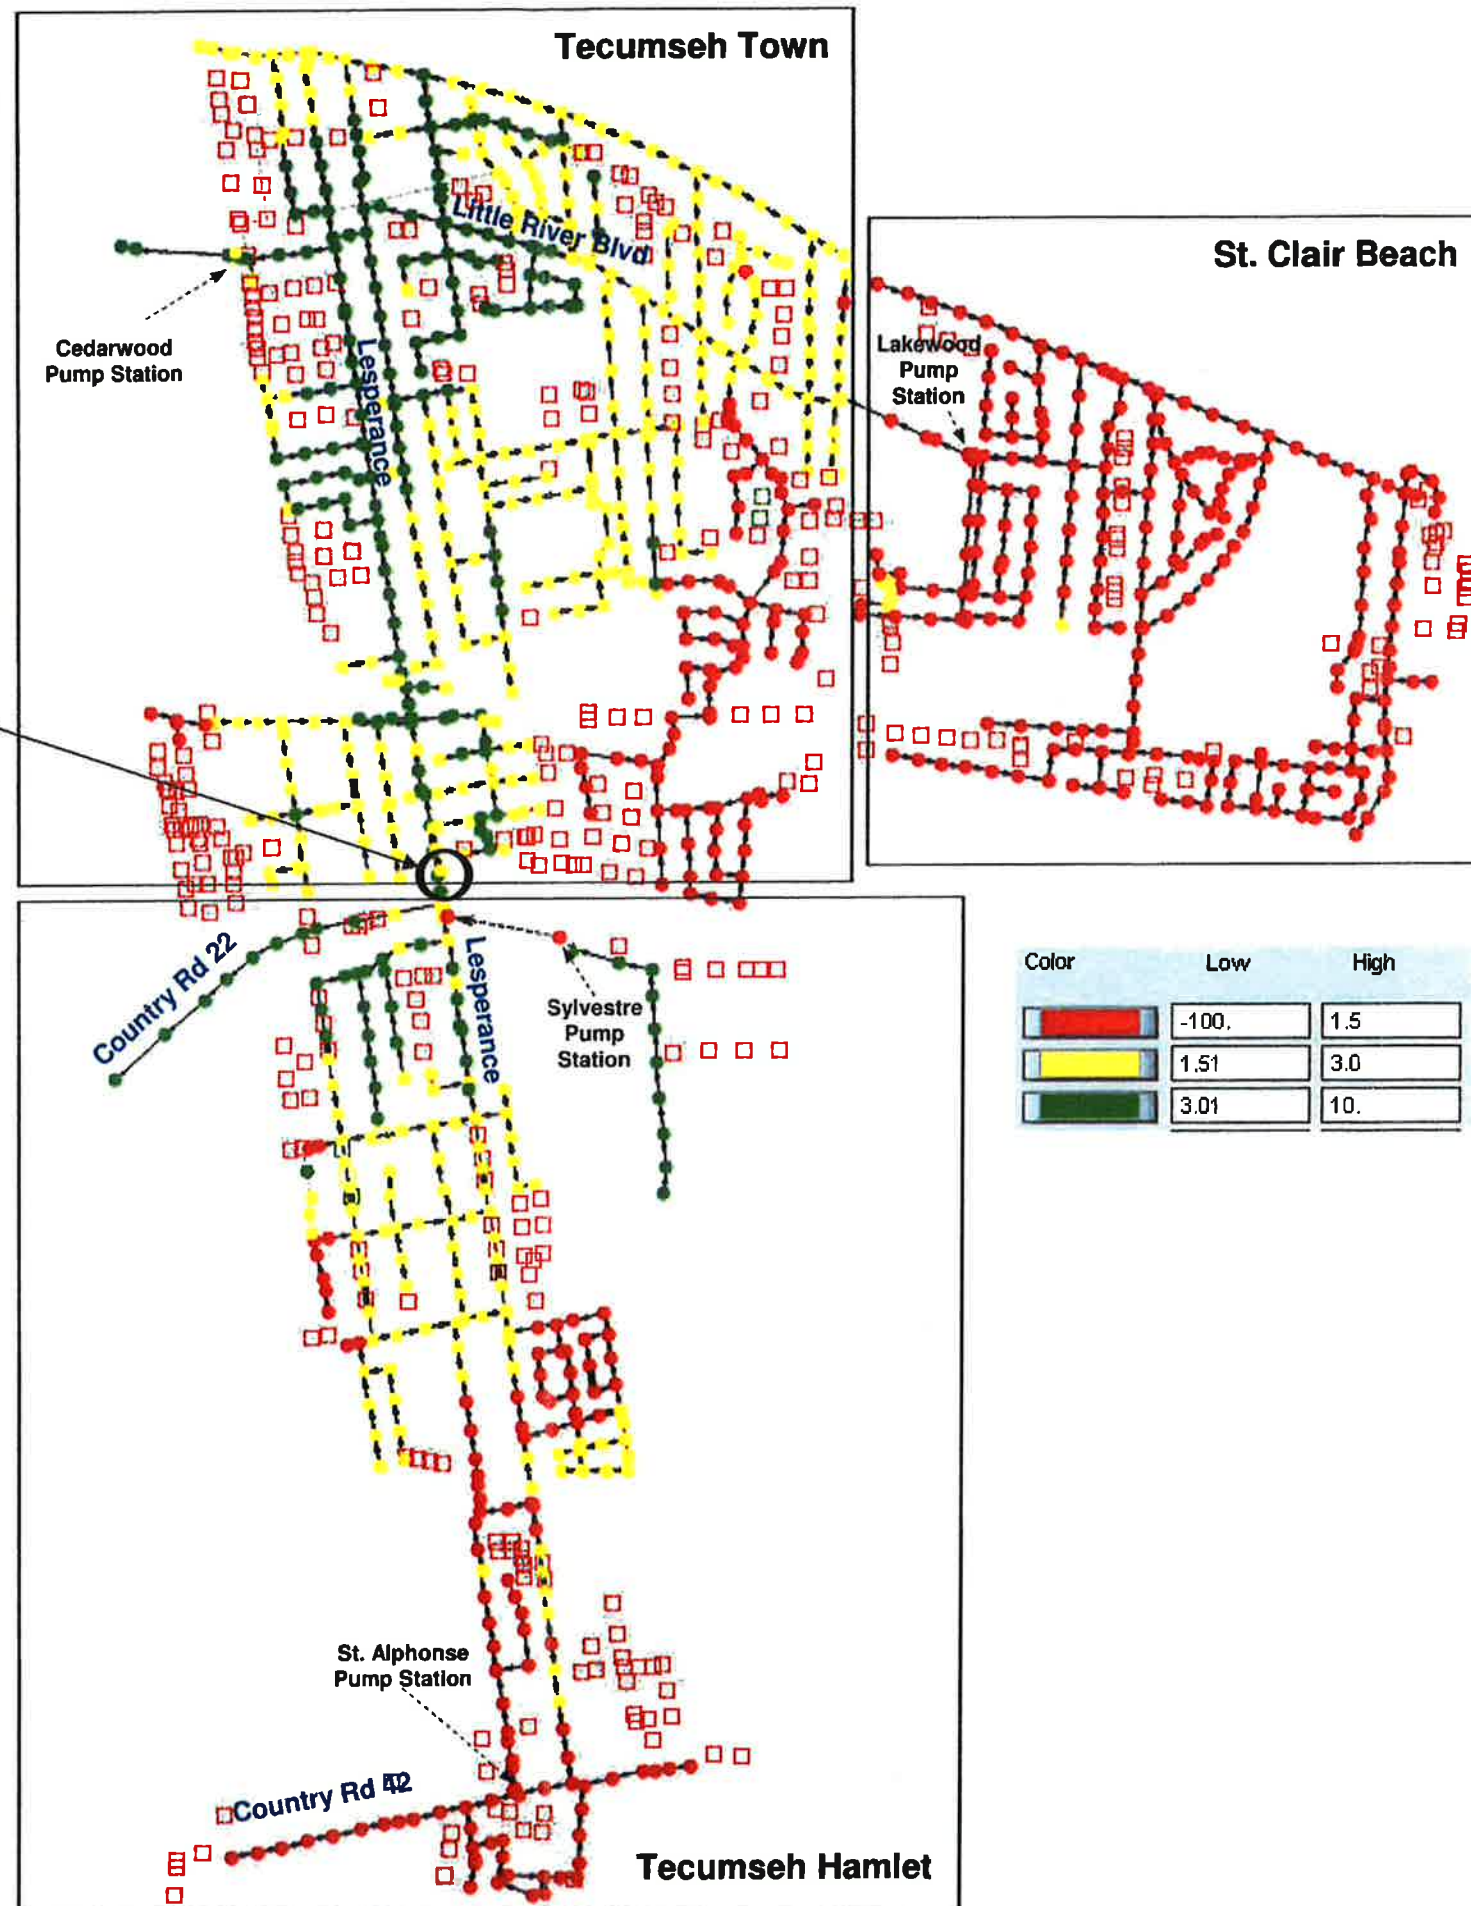 Tecumseh Town
St. Clair Beach
Little River Blvd
Cedarwood
Pump Station
Lesperance
Lakewood
Pump
Station
Country Rd 22
Lesperance
Sylvestre
Pump
Station
Color Low High
-100. 1.5
1.51 3.0
3.01 10.
St. Alphonse
Pump Station
Country Rd 42
Tecumseh Hamlet